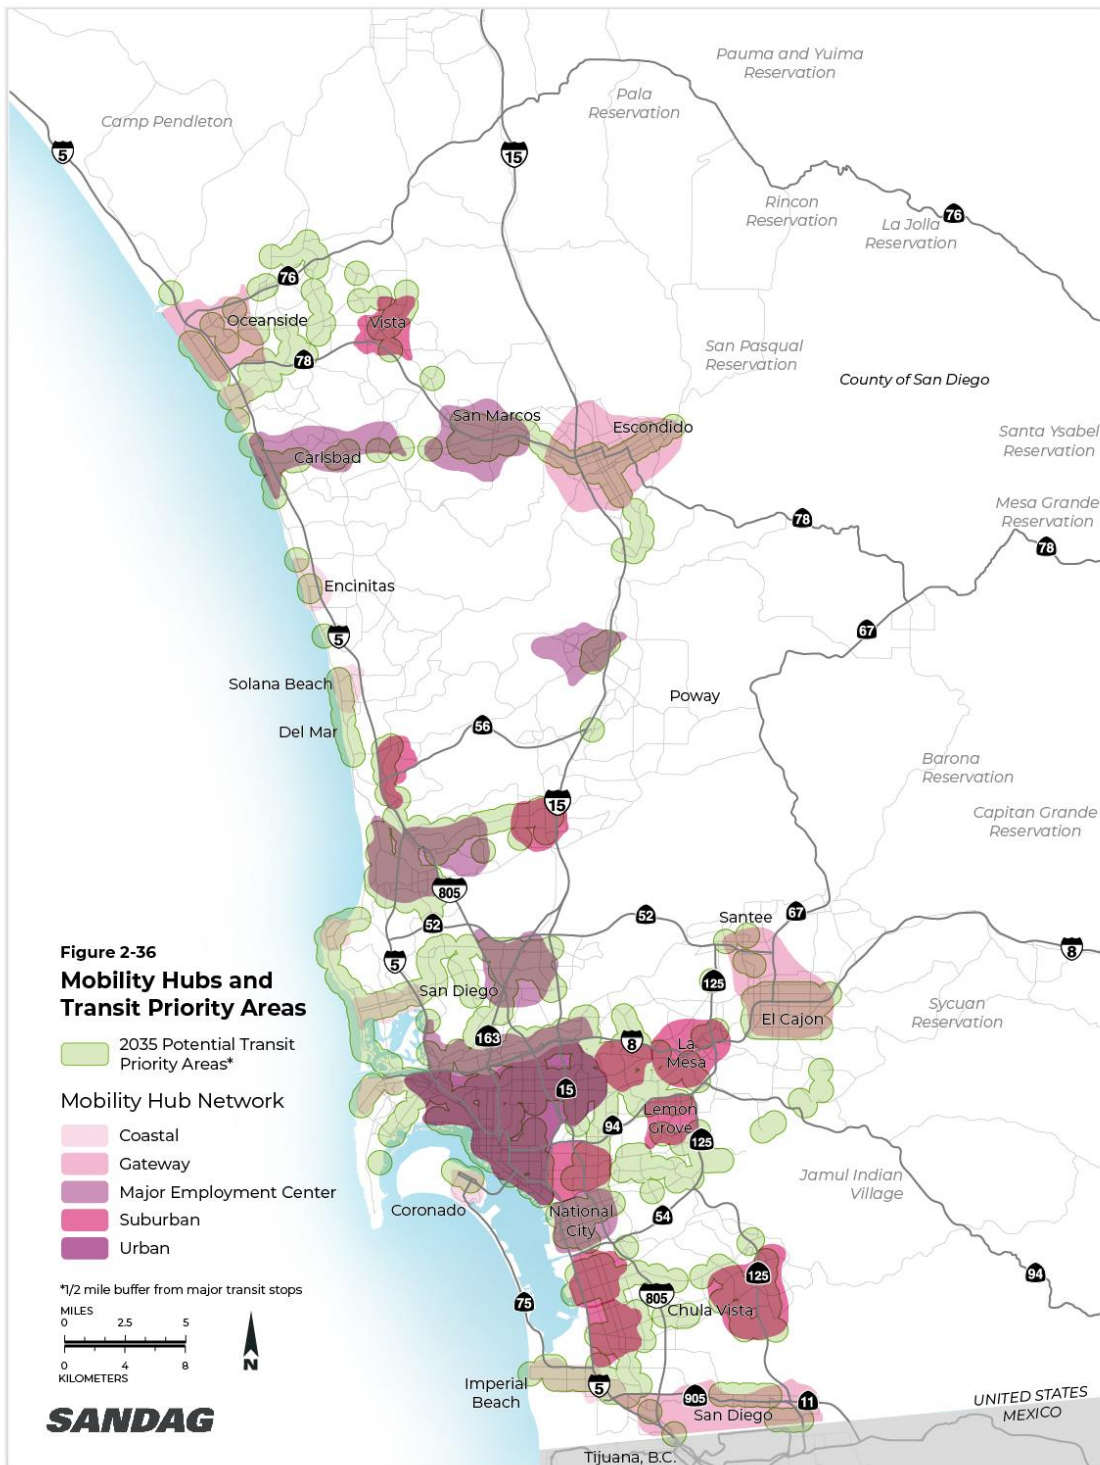 Pauma and Yuima
Reservation
Pala
Reservation
Camp Pendleton
5
15
Rincon
Reservation
La Jolla
Reservation
76
76
Oceanside
Vista
78
San Pasqual
Reservation
County of San Diego
San Marcos
Escondido
Santa Ysabel
Reservation
Carlsbad
Mesa Grande
Reservation
78
78
Encinitas
5
67
Solana Beach
Poway
Del Mar
56
Barona
Reservation
15
Capitan Grande
Reservation
805
Santee
67
52
52
8
5
125
San Diego
El Cajon
Sycuan
Reservation
163
8
La
Mesa
15
Lemon
Grove
94
125
Jamul Indian
Village
Coronado
National
City
54
125
94
805
75
Chula Vista
Imperial
Beach
5
905
11
San Diego
UNITED STATES
MEXICO
Tijuana, B.C.
Figure 2-36
Mobility Hubs and
Transit Priority Areas
2035 Potential Transit
Priority Areas*
Mobility Hub Network
Coastal
Gateway
Major Employment Center
Suburban
Urban
*1/2 mile buffer from major transit stops
MILES
0 2.5 5
0 4 8
KILOMETERS
N
SANDAG